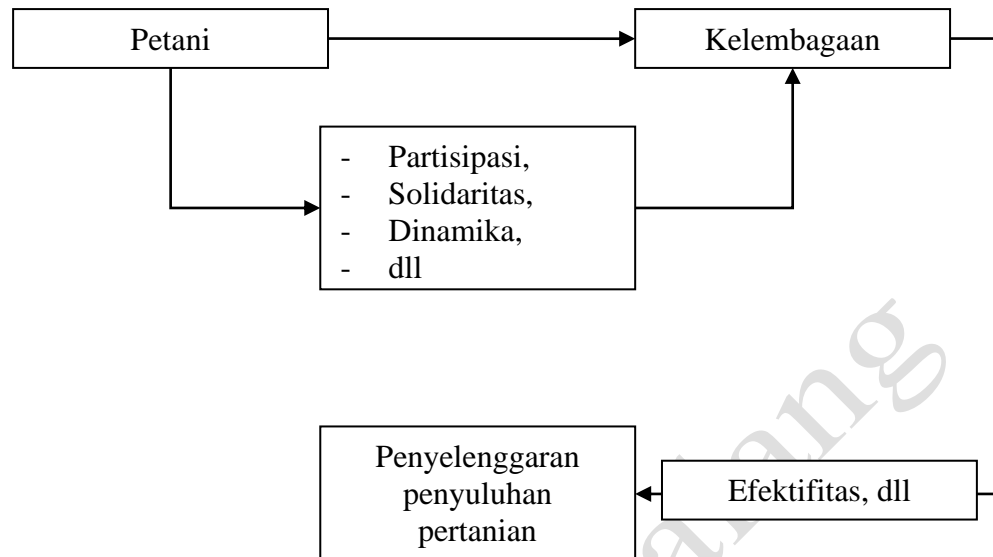 Petani
Kelembagaan
- Partisipasi,
- Solidaritas,
- Dinamika,
- dll
Penyelenggaran
penyuluhan
pertanian
Efektifitas, dll